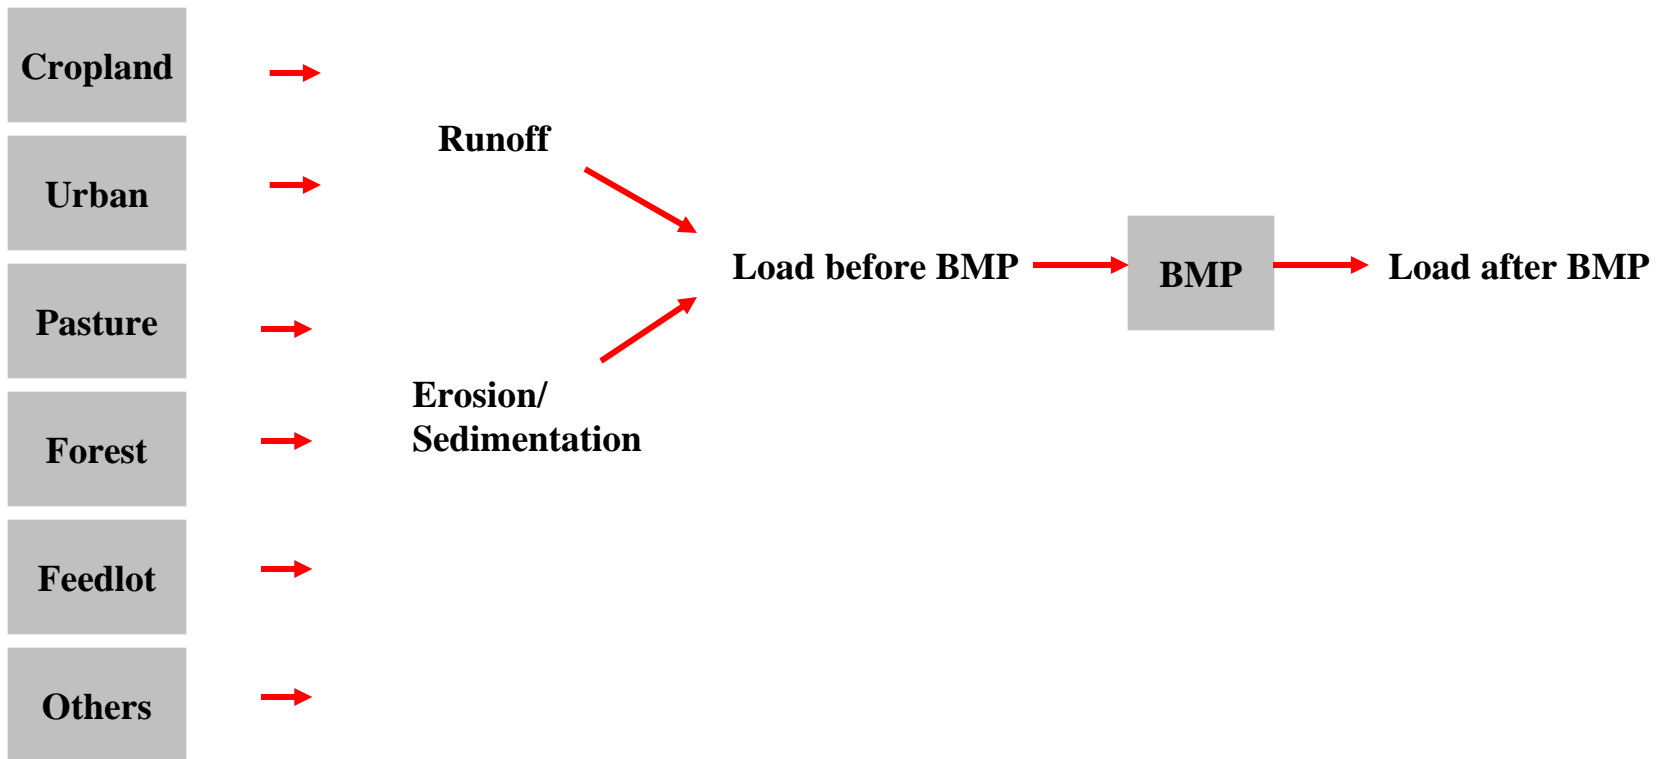 Cropland
Urban
Pasture
Forest
Feedlot
Others
Runoff
Erosion/
Sedimentation
Load before BMP
BMP
Load after BMP